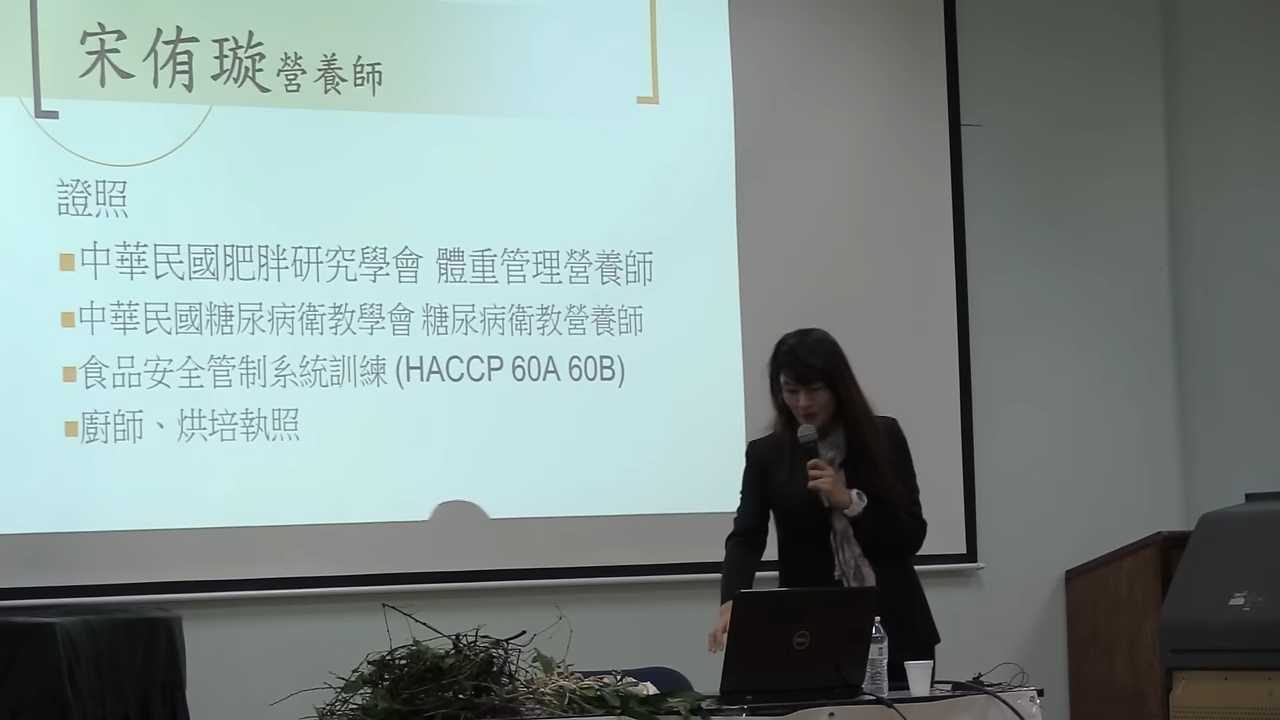 宋侑璇營養師
證照
中華民國肥胖研究學會 體重管理營養師
中華民國糖尿病衛教學會 糖尿病衛教營養師
食品安全管制系統訓練 (HACCP 60A 60B)
廚師、烘培執照
DELL